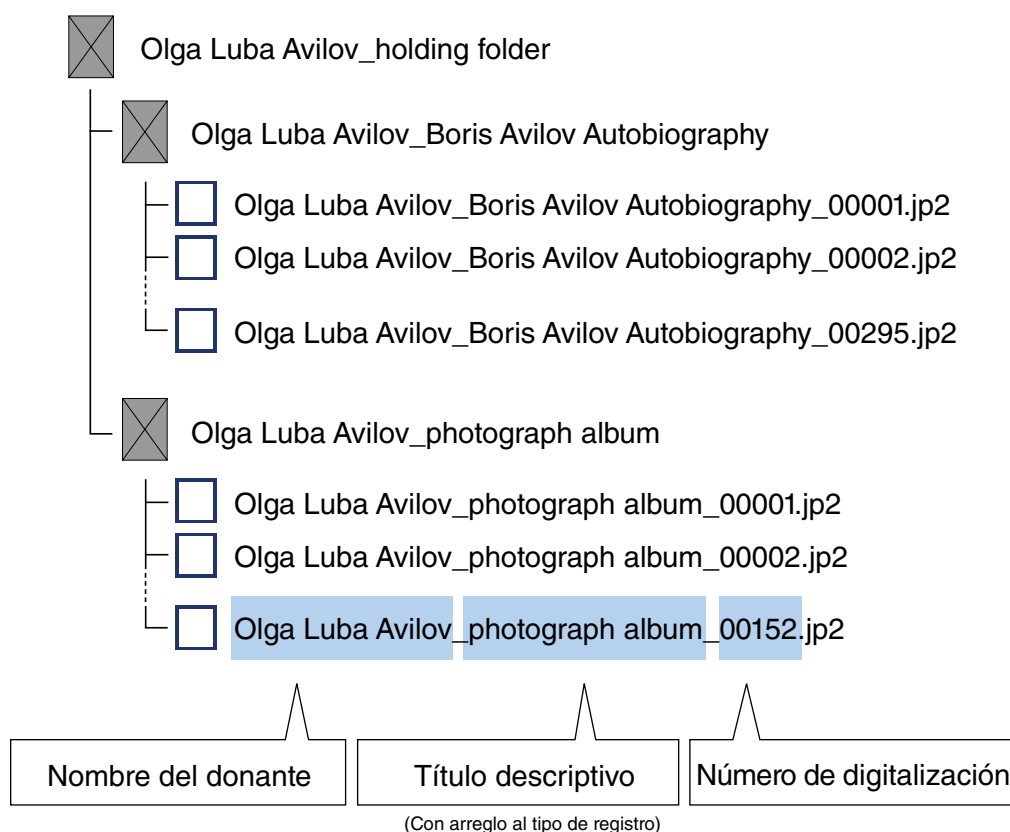 Olga Luba Avilov_holding folder
Olga Luba Avilov_Boris Avilov Autobiography
Olga Luba Avilov_Boris Avilov Autobiography_00001.jp2
Olga Luba Avilov_Boris Avilov Autobiography_00002.jp2
Olga Luba Avilov_Boris Avilov Autobiography_00295.jp2
Olga Luba Avilov_photograph album
Olga Luba Avilov_photograph album_00001.jp2
Olga Luba Avilov_photograph album_00002.jp2
Olga Luba Avilov_photograph album_00152.jp2
Nombre del donante
Título descriptivo
Número de digitalización
(Con arreglo al tipo de registro)